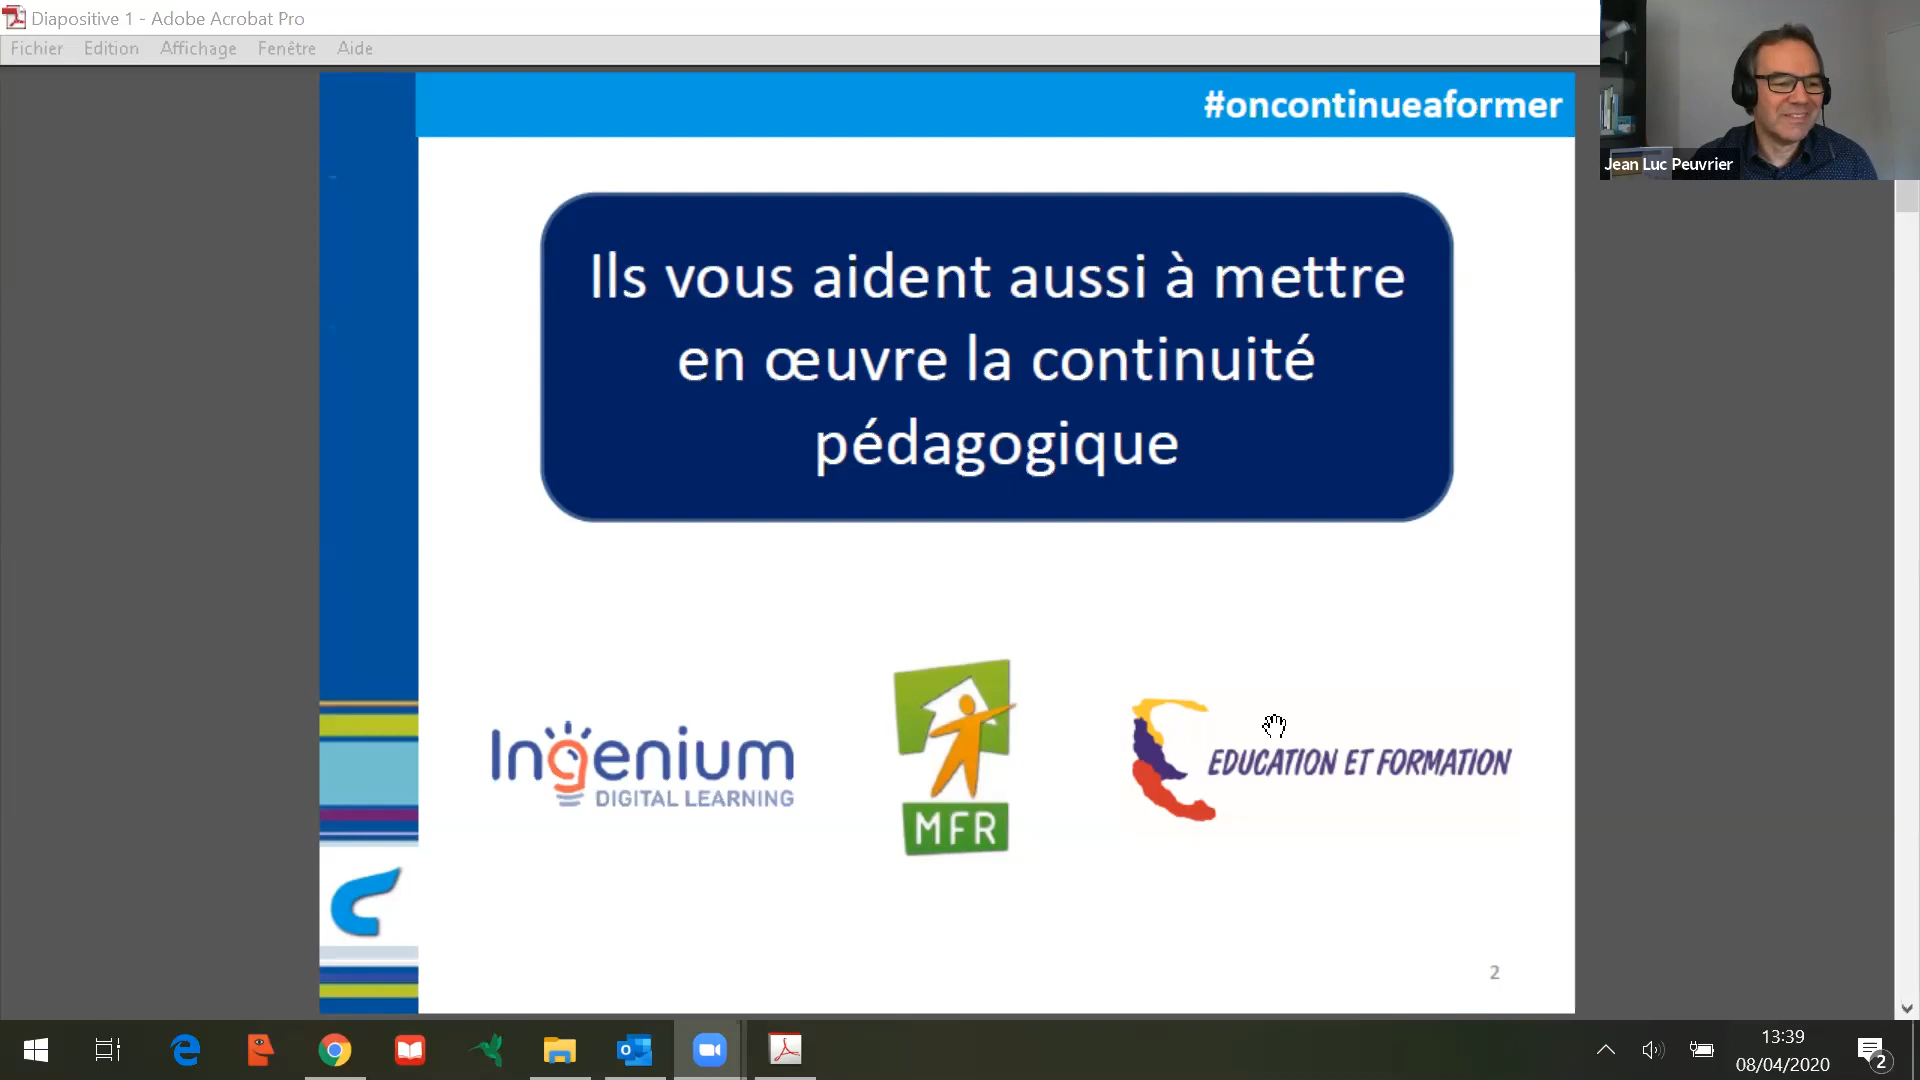 Diapositive 1 - Adobe Acrobat Pro
Fichier Edition Affichage Fenêtre Aide
#oncontinueaformer
Jean Luc Peuvrier
Ils vous aident aussi à mettre
en œuvre la continuité
pédagogique
Ingenium
DIGITAL LEARNING
MFR
EDUCATION ET FORMATION
2
13:39
08/04/2020
2